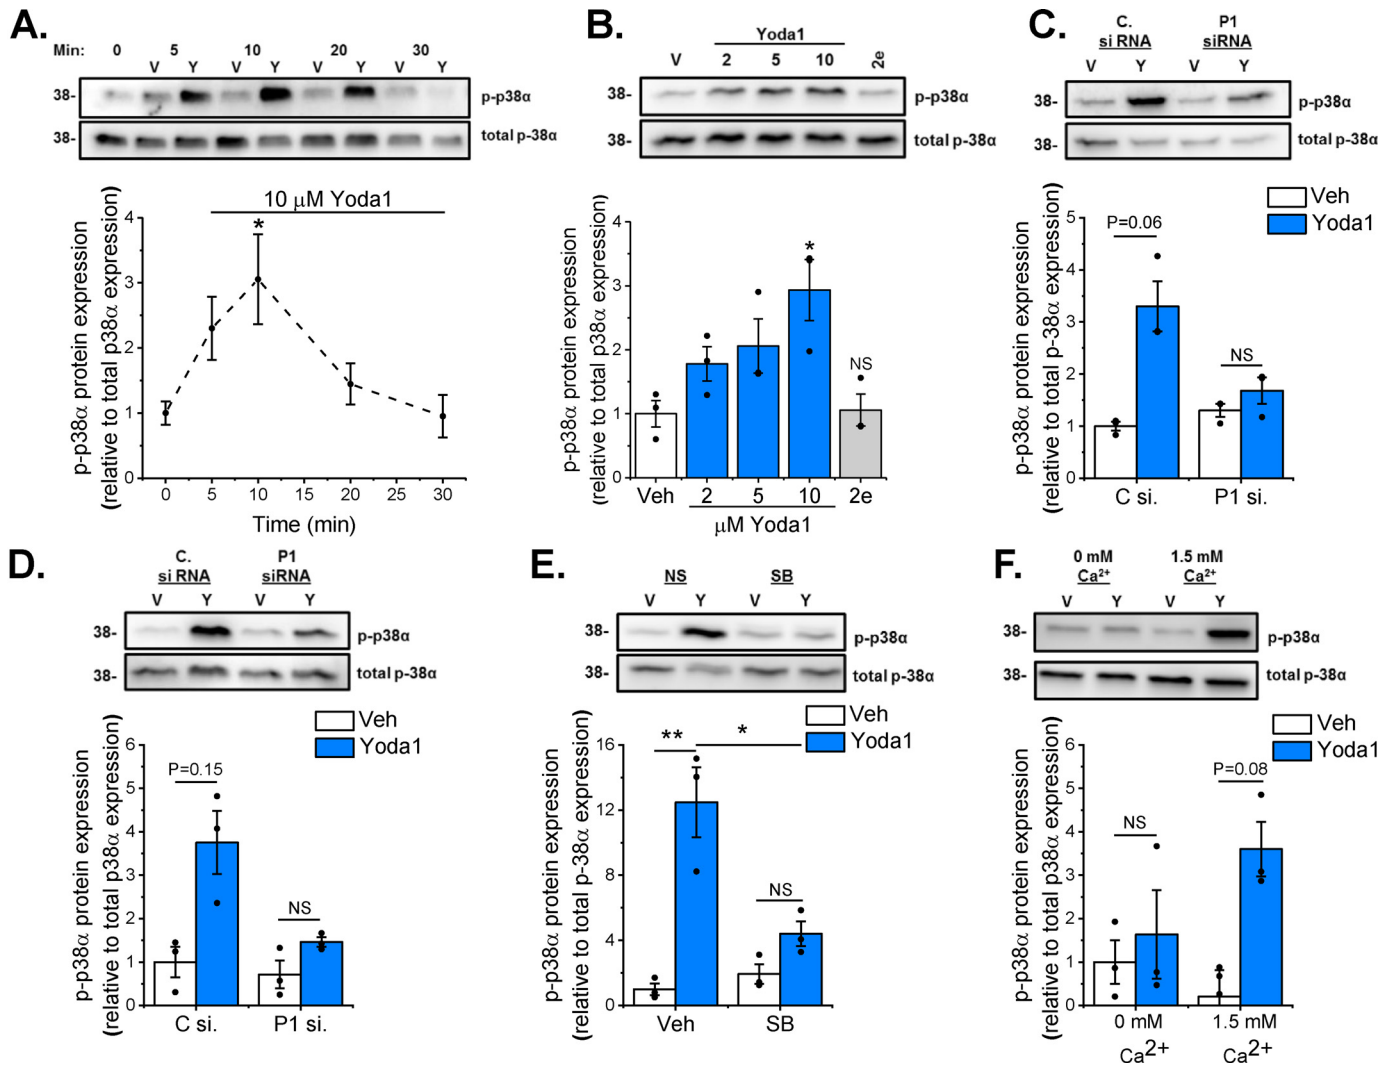 A.
Min: 0 5 10 20 30
V Y V Y V Y V Y
38-
p-p38α
38-
total p-38α
10 μM Yoda1
*
p-p38α protein expression
(relative to total p38α expression)
4
3
2
1
0
0 5 10 15 20 25 30
Time (min)
B.
Yoda1
V 2 5 10 2e
38-
p-p38α
38-
total p-38α
p-p38α protein expression
(relative to total p38α expression)
4
3
2
1
0
*
NS
Veh 2 5 10 2e
μM Yoda1
C.
C. P1
si RNA siRNA
V Y V Y
38-
p-p38α
38-
total p-38α
Veh
Yoda1
p-p38α protein expression
(relative to total p-38α expression)
5
4
3
2
1
0
P=0.06
NS
C si. P1 si.
D.
C. P1
si RNA siRNA
V Y V Y
38-
p-p38α
38-
total p-38α
Veh
Yoda1
p-p38α protein expression
(relative to total p38α expression)
6
5
4
3
2
1
0
P=0.15
NS
C si. P1 si.
E.
NS SB
V Y V Y
38-
p-p38α
38-
total p-38α
Veh
Yoda1
p-p38α protein expression
(relative to total p-38α expression)
16
12
8
4
0
** *
NS
Veh SB
F.
0 mM 1.5 mM
Ca2+ Ca2+
V Y V Y
38-
p-p38α
38-
total p-38α
Veh
Yoda1
p-p38α protein expression
(relative to total p38α expression)
6
5
4
3
2
1
0
NS
P=0.08
0 mM 1.5 mM
Ca2+ Ca2+